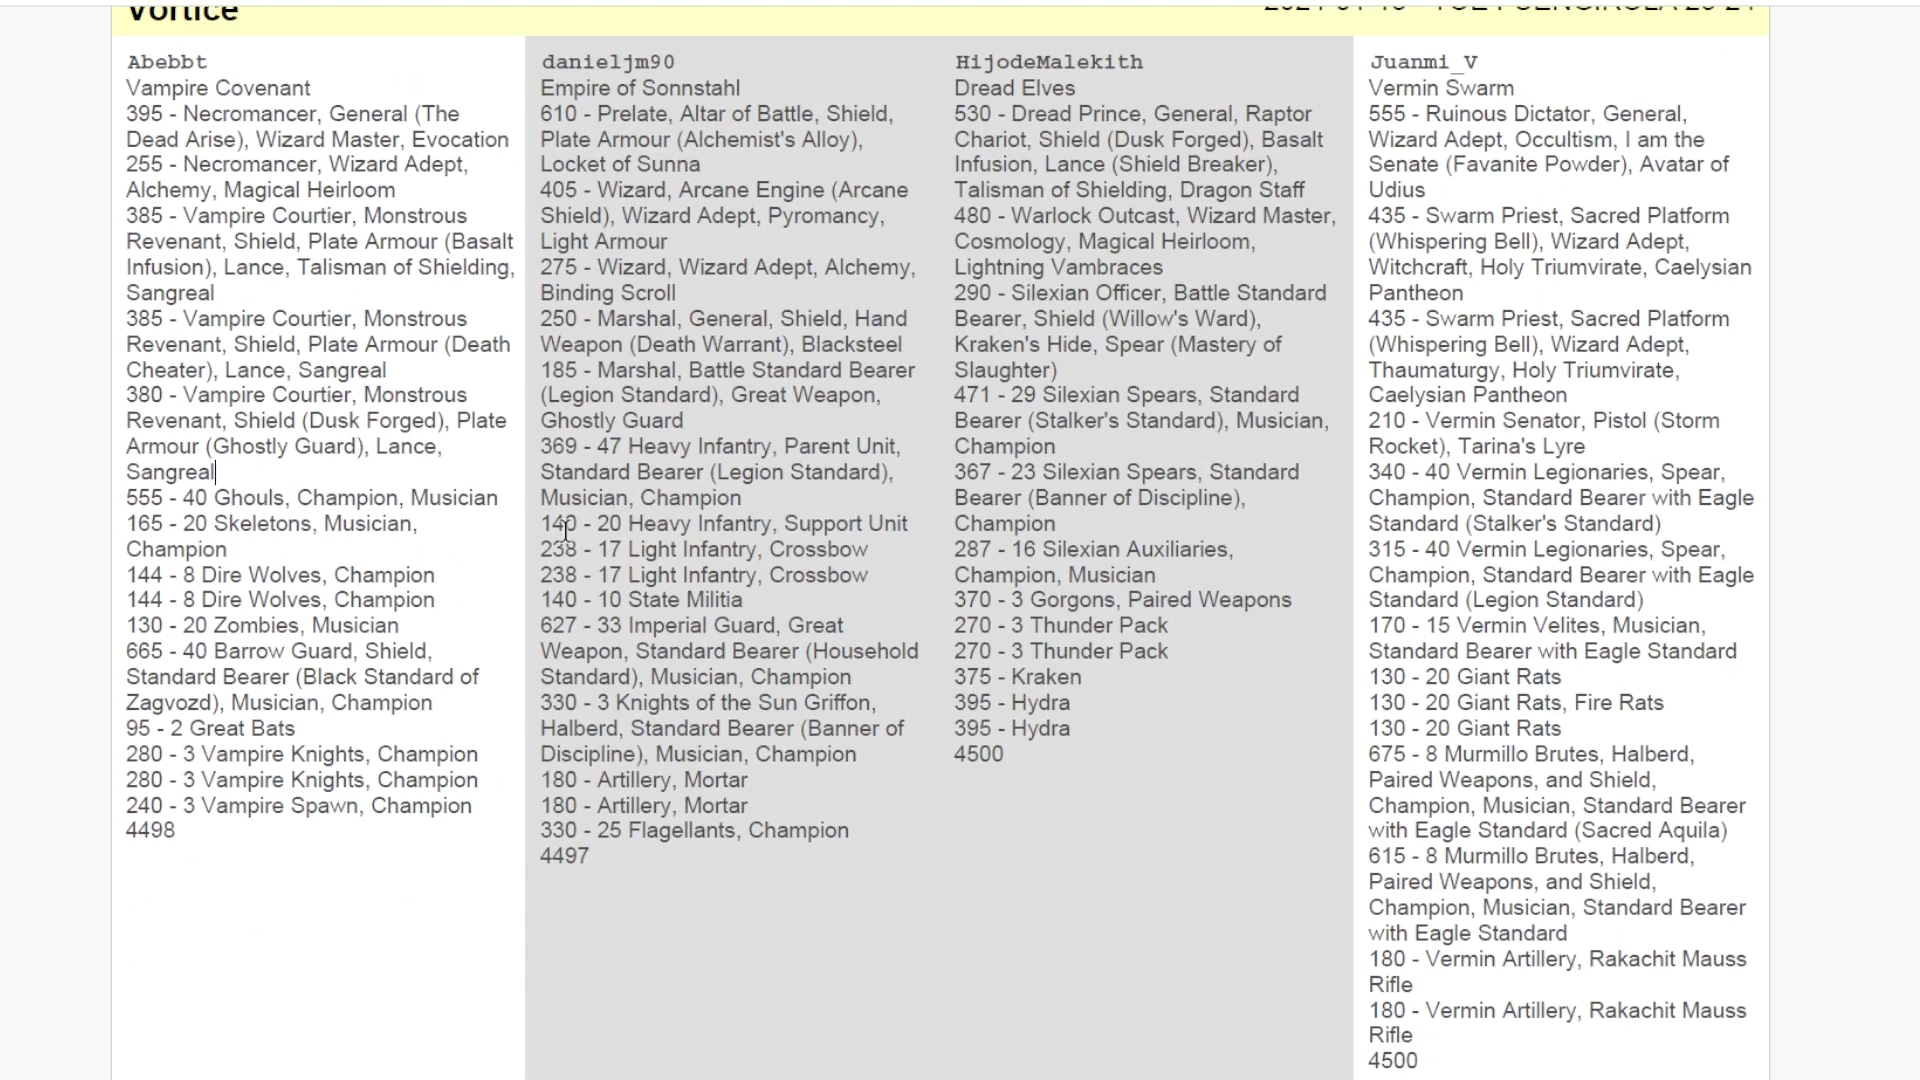 Vortice
Abebbt
Vampire Covenant
395 - Necromancer, General (The
Dead Arise), Wizard Master, Evocation
255 - Necromancer, Wizard Adept,
Alchemy, Magical Heirloom
385 - Vampire Courtier, Monstrous
Revenant, Shield, Plate Armour (Basalt
Infusion), Lance, Talisman of Shielding,
Sangreal
385 - Vampire Courtier, Monstrous
Revenant, Shield, Plate Armour (Death
Cheater), Lance, Sangreal
380 - Vampire Courtier, Monstrous
Revenant, Shield (Dusk Forged), Plate
Armour (Ghostly Guard), Lance,
Sangreal
555 - 40 Ghouls, Champion, Musician
165 - 20 Skeletons, Musician,
Champion
144 - 8 Dire Wolves, Champion
144 - 8 Dire Wolves, Champion
130 - 20 Zombies, Musician
665 - 40 Barrow Guard, Shield,
Standard Bearer (Black Standard of
Zagvozd), Musician, Champion
95 - 2 Great Bats
280 - 3 Vampire Knights, Champion
280 - 3 Vampire Knights, Champion
240 - 3 Vampire Spawn, Champion
4498
danieljm90
Empire of Sonnstahl
610 - Prelate, Altar of Battle, Shield,
Plate Armour (Alchemist's Alloy),
Locket of Sunna
405 - Wizard, Arcane Engine (Arcane
Shield), Wizard Adept, Pyromancy,
Light Armour
275 - Wizard, Wizard Adept, Alchemy,
Binding Scroll
250 - Marshal, General, Shield, Hand
Weapon (Death Warrant), Blacksteel
185 - Marshal, Battle Standard Bearer
(Legion Standard), Great Weapon,
Ghostly Guard
369 - 47 Heavy Infantry, Parent Unit,
Standard Bearer (Legion Standard),
Musician, Champion
140 - 20 Heavy Infantry, Support Unit
238 - 17 Light Infantry, Crossbow
238 - 17 Light Infantry, Crossbow
140 - 10 State Militia
627 - 33 Imperial Guard, Great
Weapon, Standard Bearer (Household
Standard), Musician, Champion
330 - 3 Knights of the Sun Griffon,
Halberd, Standard Bearer (Banner of
Discipline), Musician, Champion
180 - Artillery, Mortar
180 - Artillery, Mortar
330 - 25 Flagellants, Champion
4497
HijodeMalekith
Dread Elves
530 - Dread Prince, General, Raptor
Chariot, Shield (Dusk Forged), Basalt
Infusion, Lance (Shield Breaker),
Talisman of Shielding, Dragon Staff
480 - Warlock Outcast, Wizard Master,
Cosmology, Magical Heirloom,
Lightning Vambraces
290 - Silexian Officer, Battle Standard
Bearer, Shield (Willow's Ward),
Kraken's Hide, Spear (Mastery of
Slaughter)
471 - 29 Silexian Spears, Standard
Bearer (Stalker's Standard), Musician,
Champion
367 - 23 Silexian Spears, Standard
Bearer (Banner of Discipline),
Champion
287 - 16 Silexian Auxiliaries,
Champion, Musician
370 - 3 Gorgons, Paired Weapons
270 - 3 Thunder Pack
270 - 3 Thunder Pack
375 - Kraken
395 - Hydra
395 - Hydra
4500
Juanmi_V
Vermin Swarm
555 - Ruinous Dictator, General,
Wizard Adept, Occultism, I am the
Senate (Favanite Powder), Avatar of
Udius
435 - Swarm Priest, Sacred Platform
(Whispering Bell), Wizard Adept,
Witchcraft, Holy Triumvirate, Caelysian
Pantheon
435 - Swarm Priest, Sacred Platform
(Whispering Bell), Wizard Adept,
Thaumaturgy, Holy Triumvirate,
Caelysian Pantheon
210 - Vermin Senator, Pistol (Storm
Rocket), Tarina's Lyre
340 - 40 Vermin Legionaries, Spear,
Champion, Standard Bearer with Eagle
Standard (Stalker's Standard)
315 - 40 Vermin Legionaries, Spear,
Champion, Standard Bearer with Eagle
Standard (Legion Standard)
170 - 15 Vermin Velites, Musician,
Standard Bearer with Eagle Standard
130 - 20 Giant Rats
130 - 20 Giant Rats, Fire Rats
130 - 20 Giant Rats
675 - 8 Murmillo Brutes, Halberd,
Paired Weapons, and Shield,
Champion, Musician, Standard Bearer
with Eagle Standard (Sacred Aquila)
615 - 8 Murmillo Brutes, Halberd,
Paired Weapons, and Shield,
Champion, Musician, Standard Bearer
with Eagle Standard
180 - Vermin Artillery, Rakachit Mauss
Rifle
180 - Vermin Artillery, Rakachit Mauss
Rifle
4500